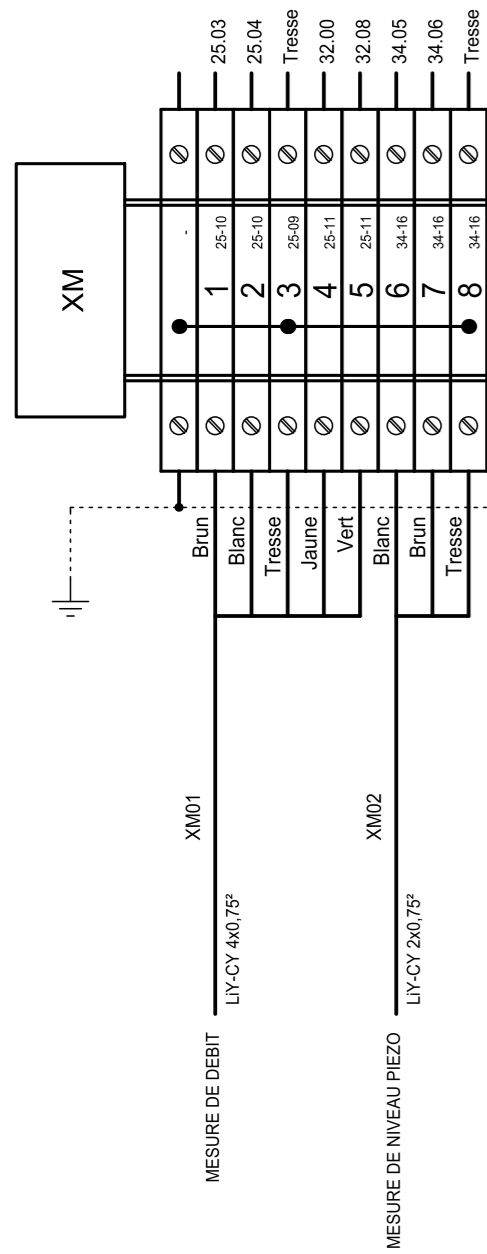 XM
25.03
25.04
Tresse
32.00
32.08
34.05
34.06
Tresse
-
25-10
25-10
25-09
25-11
25-11
34-16
34-16
34-16
1
2
3
4
5
6
7
8
Brun
Blanc
Tresse
Jaune
Vert
Blanc
Brun
Tresse
XM01
LiY-CY 4x0,75²
MESURE DE DEBIT
XM02
LiY-CY 2x0,75²
MESURE DE NIVEAU PIEZO